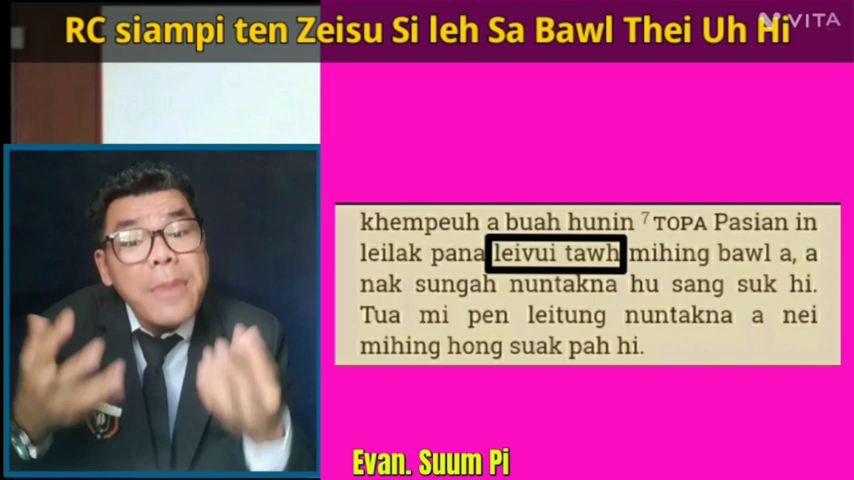 VITA
RC siampi ten Zeisu Si leh Sa Bawl Thei Uh Hi
khempeuh a buah hunin ⁷TOPA Pasian in
leilak pana leivui tawh mihing bawl a, a
nak sungah nuntakna hu sang suk hi.
Tua mi pen leitung nuntakna a nei
mihing hong suak pah hi.
Evan. Suum Pi